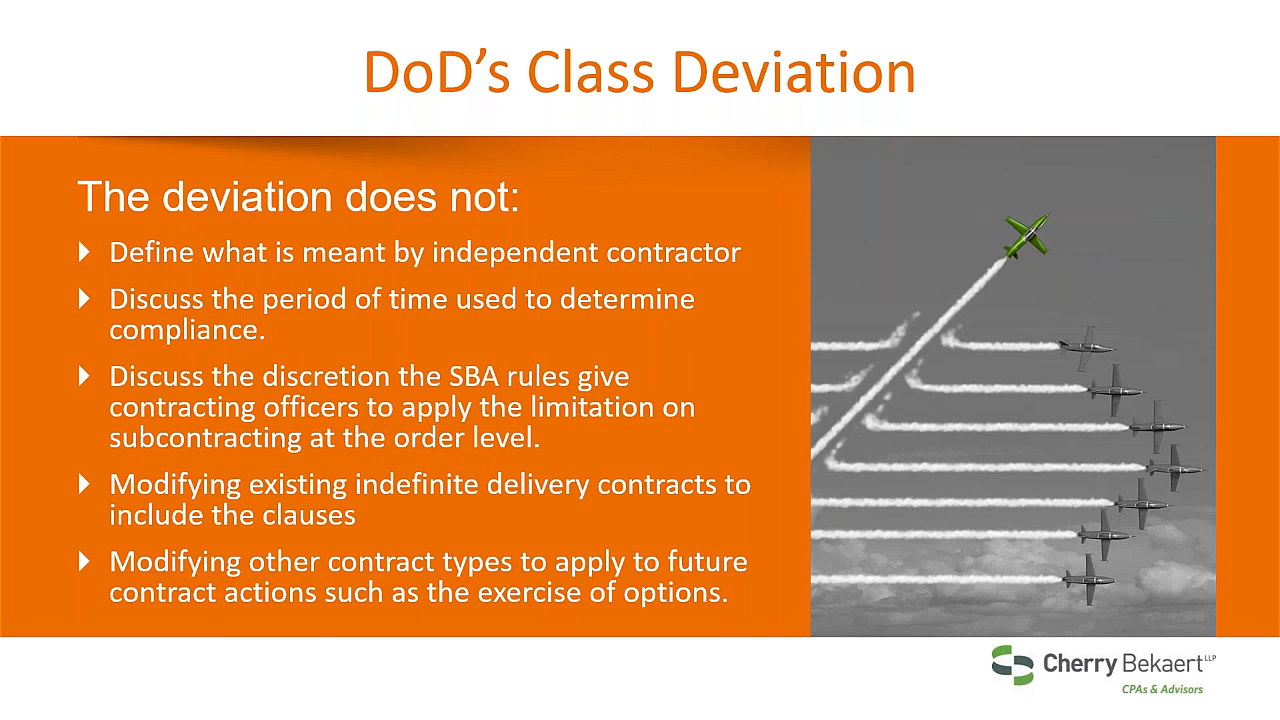 DoD’s Class Deviation
The deviation does not:
Define what is meant by independent contractor
Discuss the period of time used to determine
compliance.
Discuss the discretion the SBA rules give
contracting officers to apply the limitation on
subcontracting at the order level.
Modifying existing indefinite delivery contracts to
include the clauses
Modifying other contract types to apply to future
contract actions such as the exercise of options.
Cherry Bekaert LLP
CPAs & Advisors